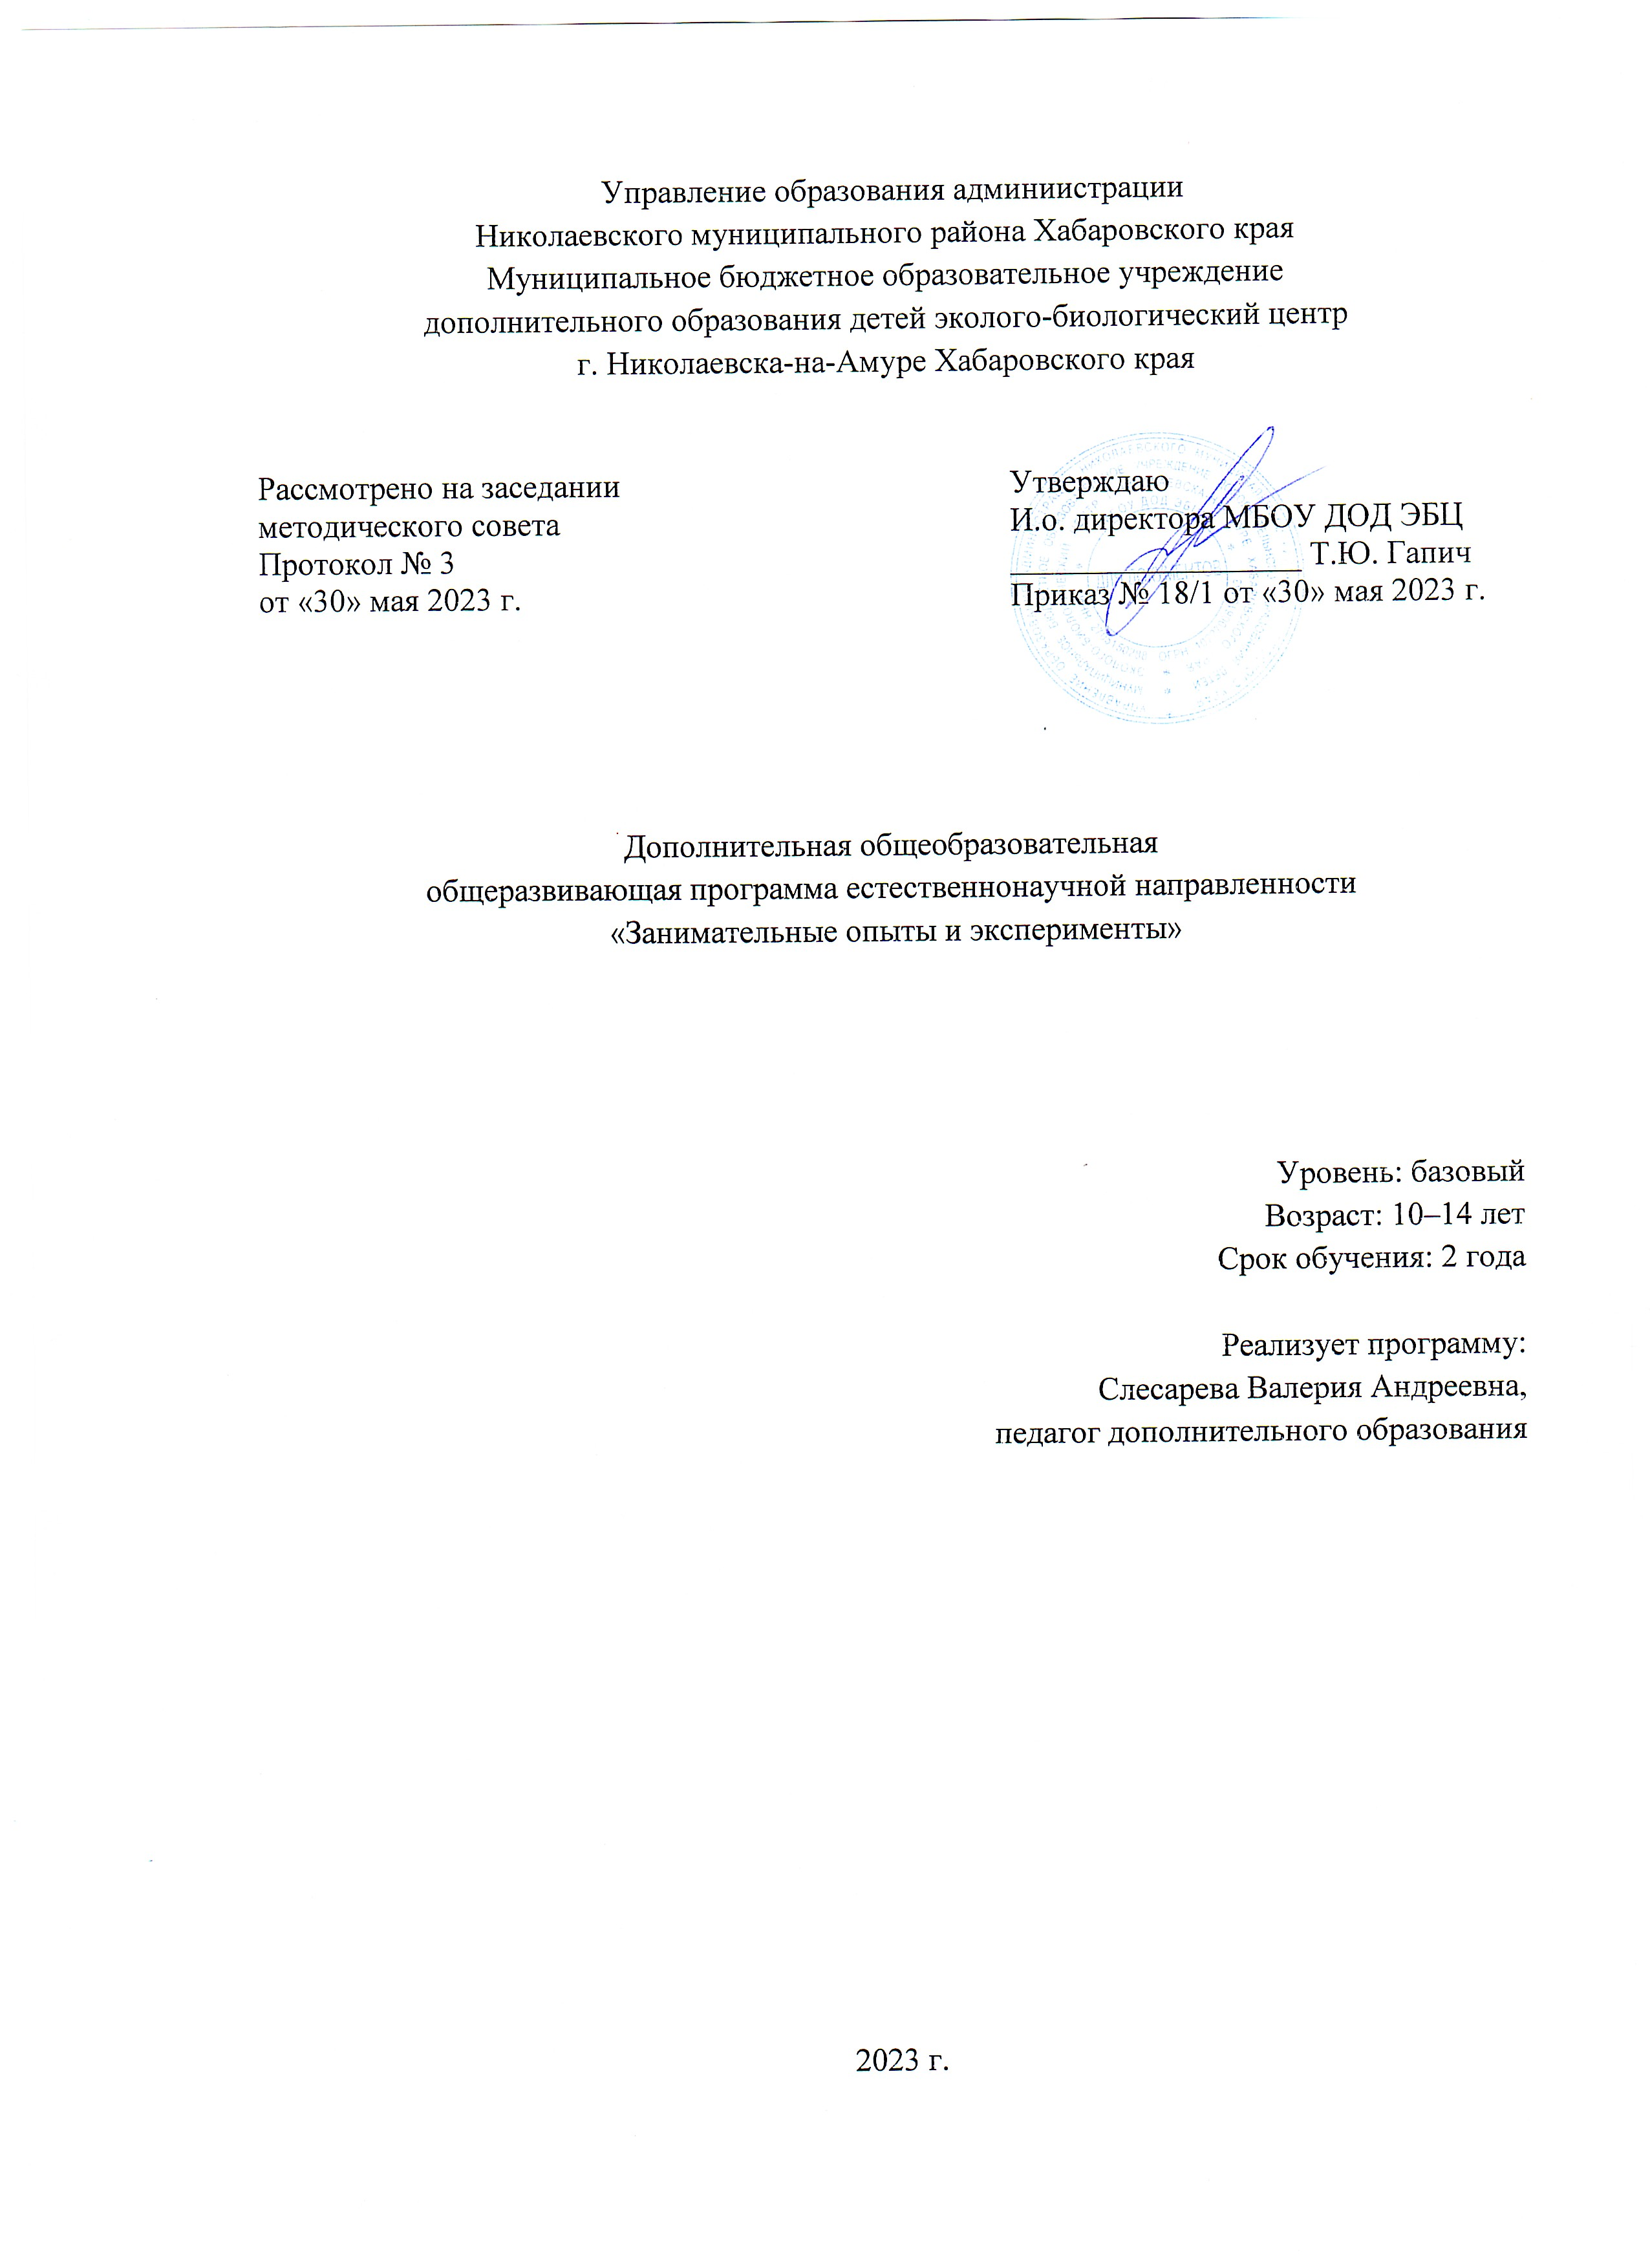 Управление образования админиистрации
Николаевского муниципального района Хабаровского края
Муниципальное бюджетное образовательное учреждение
дополнительного образования детей эколого-биологический центр
г. Николаевска-на-Амуре Хабаровского края
Рассмотрено на заседании
методического совета
Протокол № 3
от «30» мая 2023 г.
Утверждаю
И.о. директора МБОУ ДОД ЭБЦ
Т.Ю. Гапич
Приказ № 18/1 от «30» мая 2023 г.
Дополнительная общеобразовательная
общеразвивающая программа естественнонаучной направленности
«Занимательные опыты и эксперименты»
Уровень: базовый
Возраст: 10–14 лет
Срок обучения: 2 года
Реализует программу:
Слесарева Валерия Андреевна,
педагог дополнительного образования
2023 г.